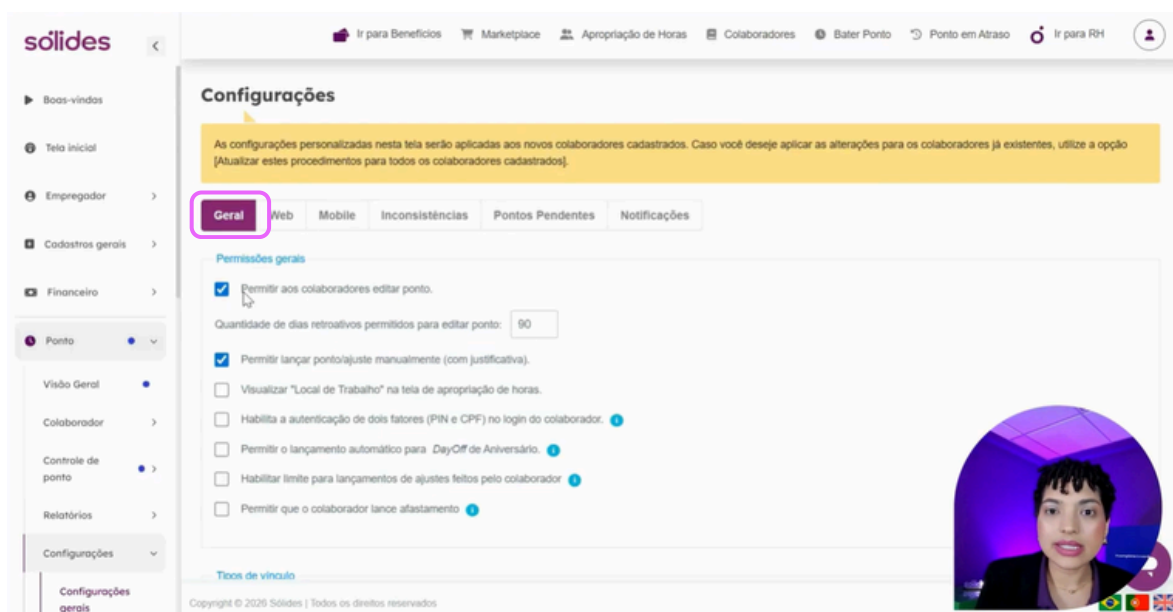 sólides
Ir para Benefícios
Marketplace
Apropriação de Horas
Colaboradores
Bater Ponto
Ponto em Atraso
Ir para RH
Boas-vindas
Tela inicial
Empregador
Cadastros gerais
Financeiro
Ponto
Visão Geral
Colaborador
Controle de
ponto
Relatórios
Configurações
Configurações
gerais
Configurações
As configurações personalizadas nesta tela serão aplicadas aos novos colaboradores cadastrados. Caso você deseje aplicar as alterações para os colaboradores já existentes, utilize a opção
[Atualizar estes procedimentos para todos os colaboradores cadastrados].
Geral
Web
Mobile
Inconsistências
Pontos Pendentes
Notificações
Permissões gerais
Permitir aos colaboradores editar ponto.
Quantidade de dias retroativos permitidos para editar ponto: 90
Permitir lançar ponto/ajuste manualmente (com justificativa).
Visualizar "Local de Trabalho" na tela de apropriação de horas.
Habilita a autenticação de dois fatores (PIN e CPF) no login do colaborador.
Permitir o lançamento automático para DayOff de Aniversário.
Habilitar limite para lançamentos de ajustes feitos pelo colaborador
Permitir que o colaborador lance afastamento
Tipos de vínculo
Copyright © 2026 Sólides | Todos os direitos reservados